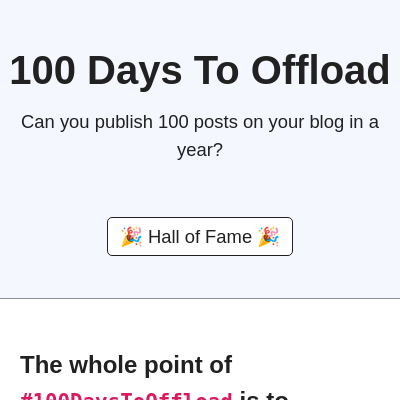 100 Days To Offload
Can you publish 100 posts on your blog in a
year?
🎉 Hall of Fame 🎉
The whole point of
#100DaysToOffload is to